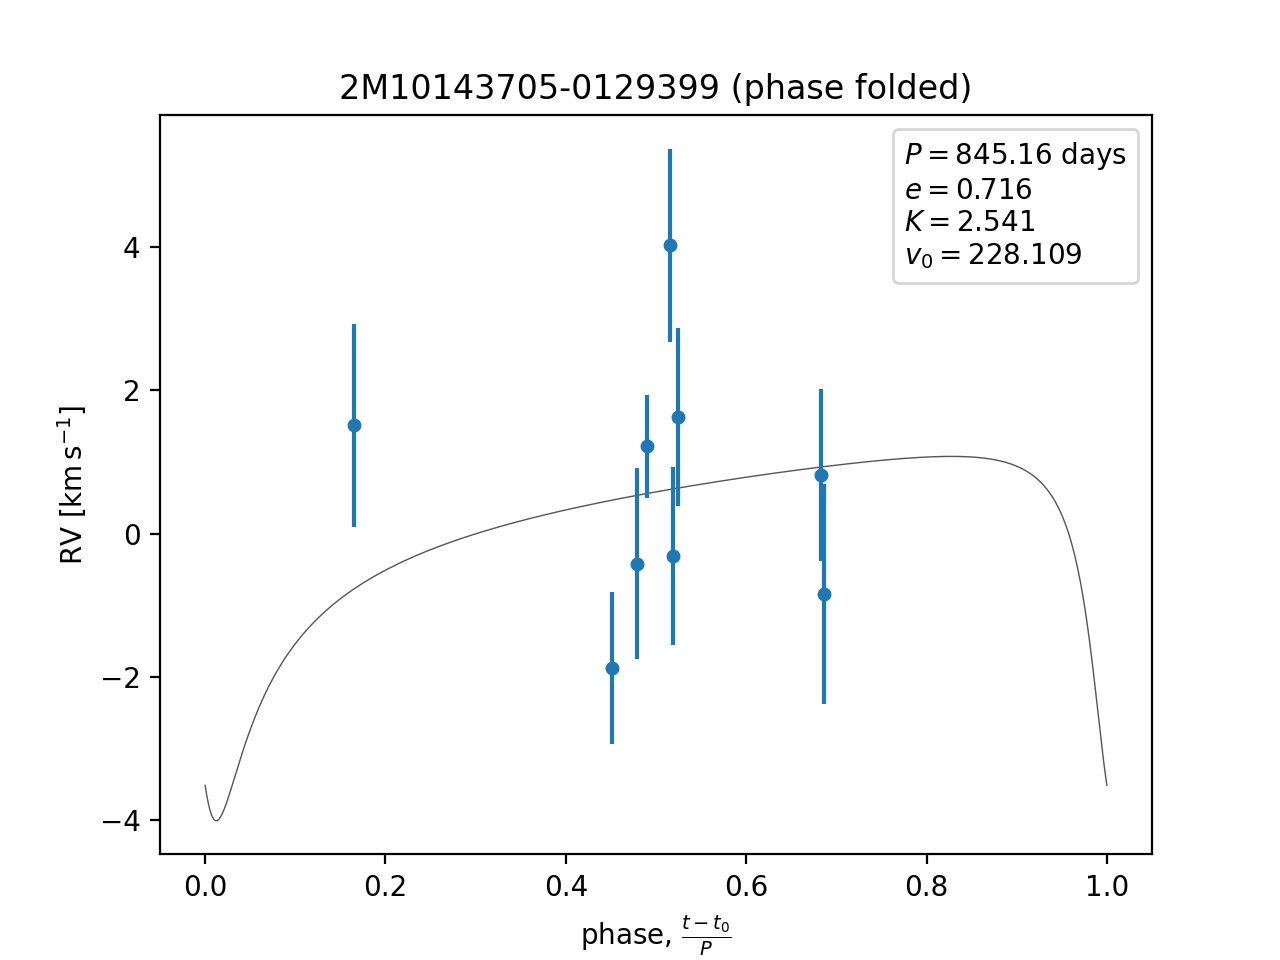 2M10143705-0129399 (phase folded)
P = 845.16 days
e = 0.716
K = 2.541
v₀ = 228.109
RV [km s⁻¹]
4
2
0
−2
−4
0.0 0.2 0.4 0.6 0.8 1.0
phase, (t − t₀)/P